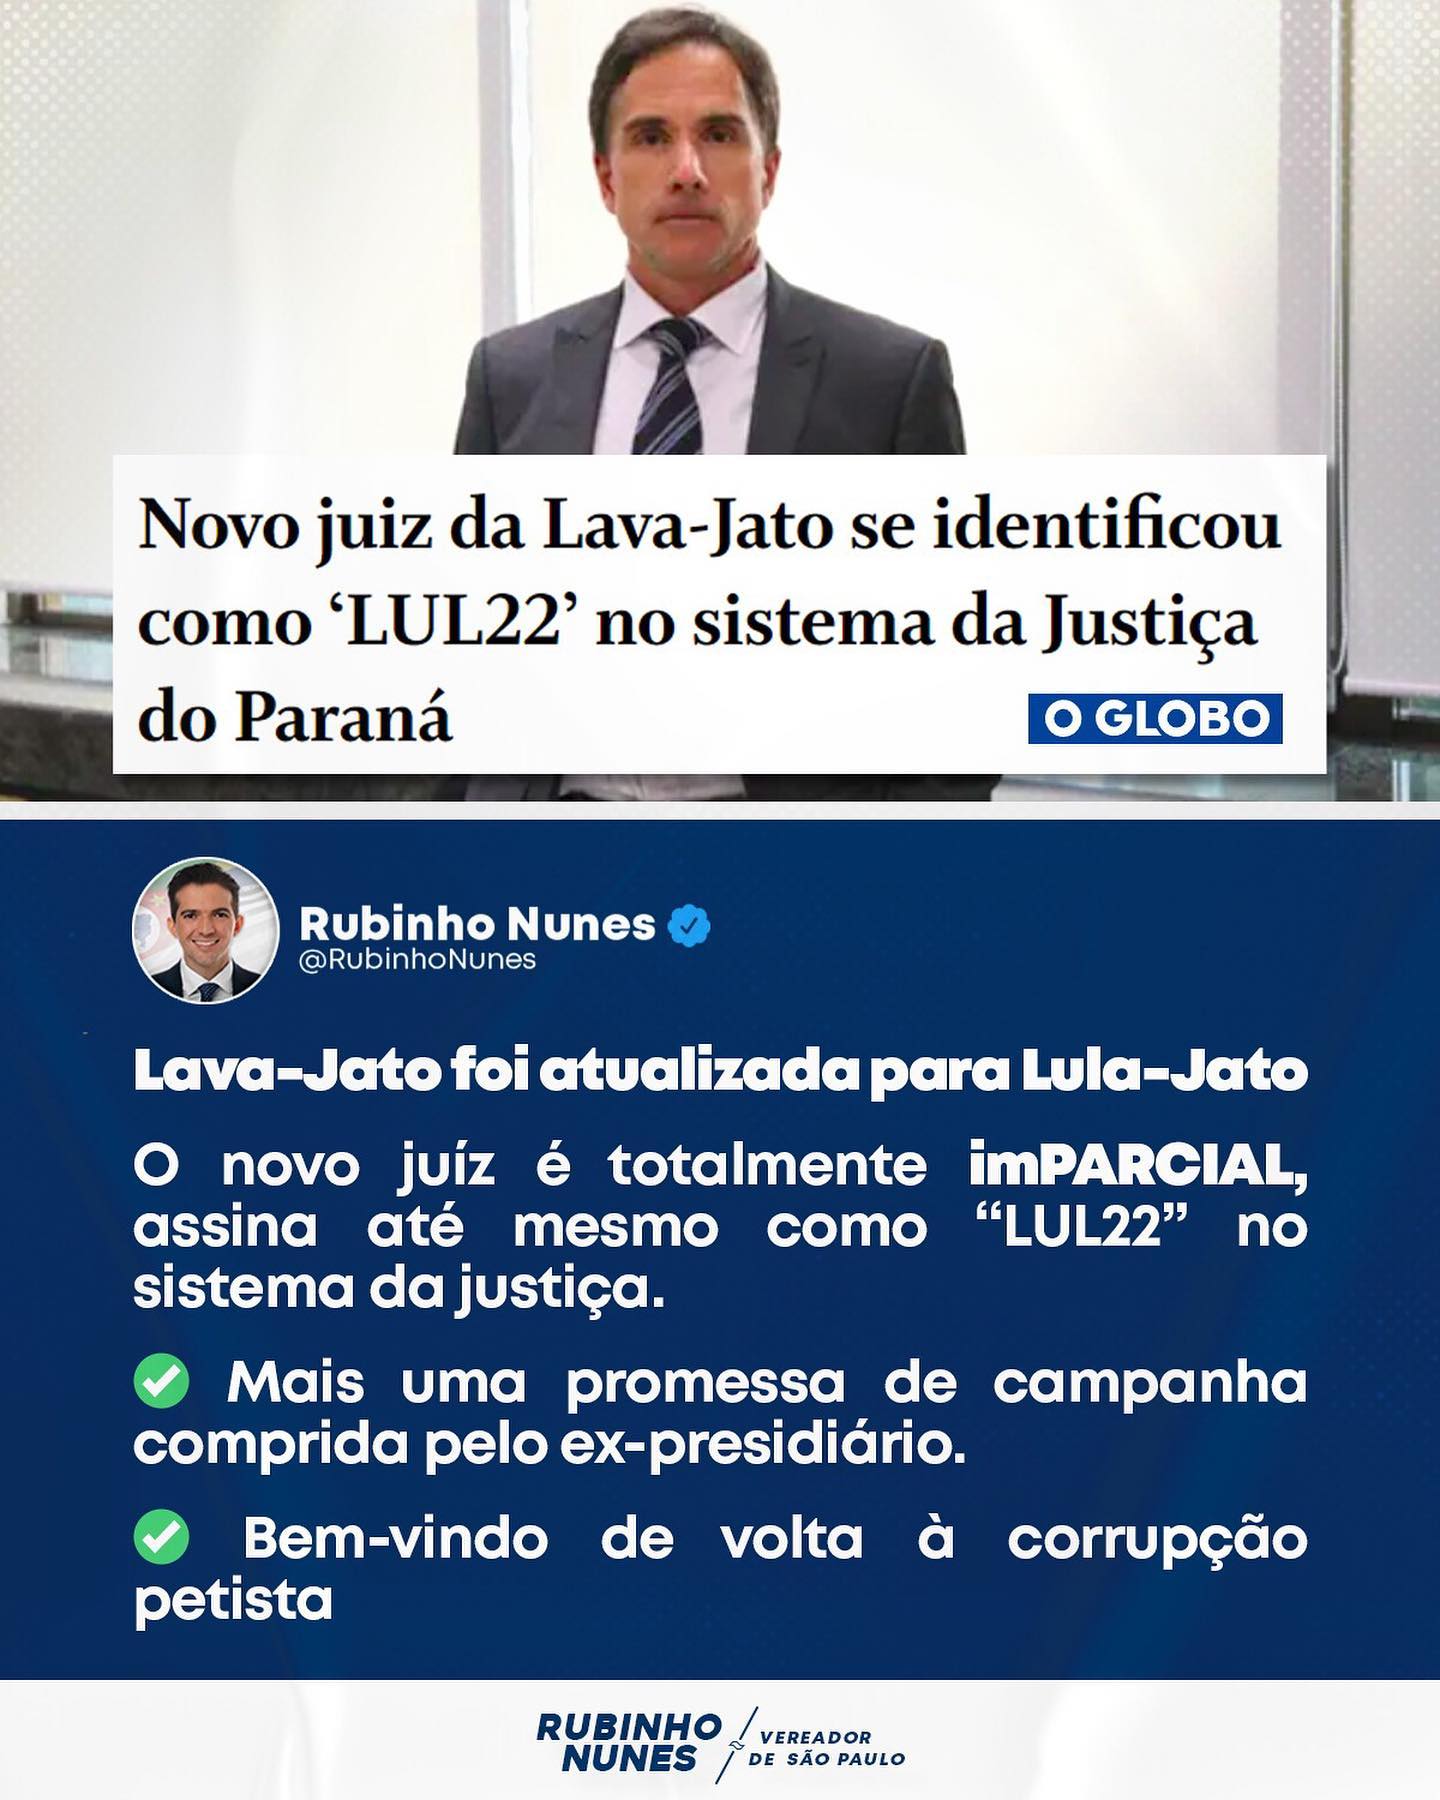 Novo juiz da Lava-Jato se identificou
como ‘LUL22’ no sistema da Justiça
do Paraná
O GLOBO
Rubinho Nunes
@RubinhoNunes
Lava-Jato foi atualizada para Lula-Jato
O novo juíz é totalmente imPARCIAL,
assina até mesmo como “LUL22” no
sistema da justiça.
Mais uma promessa de campanha
comprida pelo ex-presidiário.
Bem-vindo de volta à corrupção
petista
RUBINHO
NUNES
VEREADOR
DE SÃO PAULO